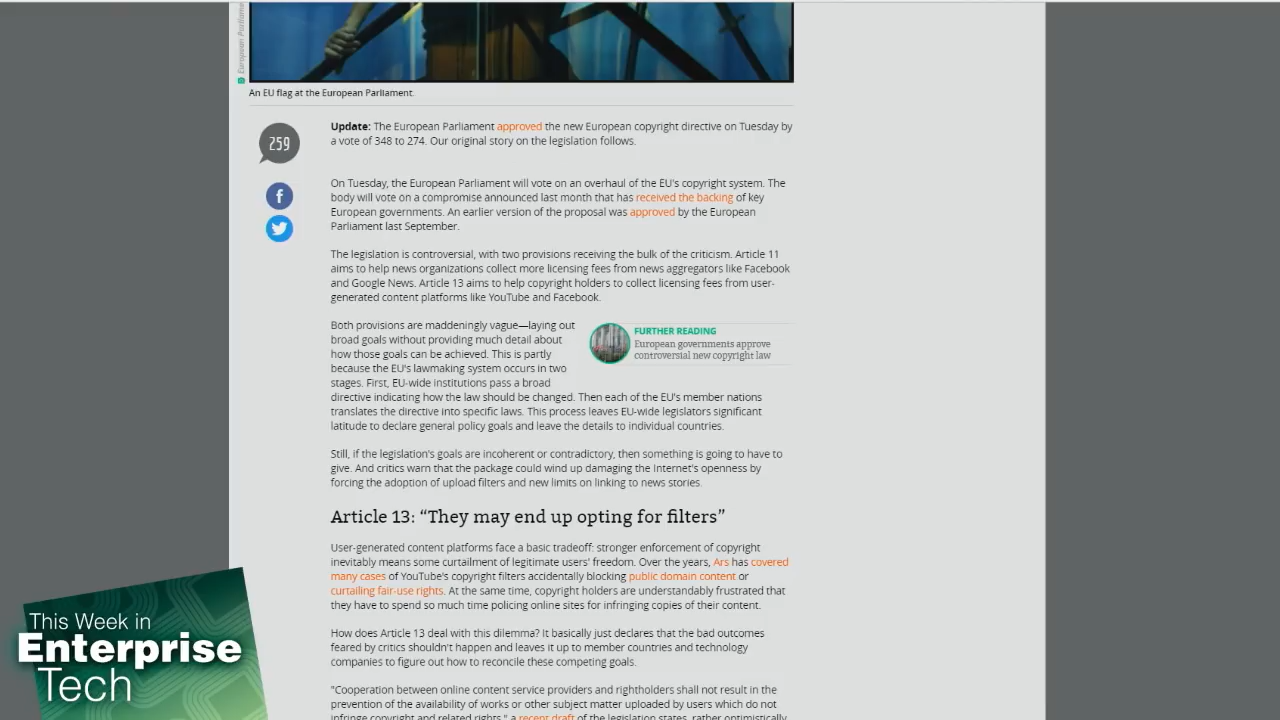 European Parliame
An EU flag at the European Parliament.
259
Update: The European Parliament approved the new European copyright directive on Tuesday by
a vote of 348 to 274. Our original story on the legislation follows.
On Tuesday, the European Parliament will vote on an overhaul of the EU's copyright system. The
body will vote on a compromise announced last month that has received the backing of key
European governments. An earlier version of the proposal was approved by the European
Parliament last September.
The legislation is controversial, with two provisions receiving the bulk of the criticism. Article 11
aims to help news organizations collect more licensing fees from news aggregators like Facebook
and Google News. Article 13 aims to help copyright holders to collect licensing fees from user-
generated content platforms like YouTube and Facebook.
Both provisions are maddeningly vague—laying out
broad goals without providing much detail about
how those goals can be achieved. This is partly
because the EU's lawmaking system occurs in two
stages. First, EU-wide institutions pass a broad
directive indicating how the law should be changed. Then each of the EU's member nations
translates the directive into specific laws. This process leaves EU-wide legislators significant
latitude to declare general policy goals and leave the details to individual countries.
FURTHER READING
European governments approve
controversial new copyright law
Still, if the legislation's goals are incoherent or contradictory, then something is going to have to
give. And critics warn that the package could wind up damaging the Internet's openness by
forcing the adoption of upload filters and new limits on linking to news stories.
Article 13: “They may end up opting for filters”
User-generated content platforms face a basic tradeoff: stronger enforcement of copyright
inevitably means some curtailment of legitimate users' freedom. Over the years, Ars has covered
many cases of YouTube's copyright filters accidentally blocking public domain content or
curtailing fair-use rights. At the same time, copyright holders are understandably frustrated that
they have to spend so much time policing online sites for infringing copies of their content.
How does Article 13 deal with this dilemma? It basically just declares that the bad outcomes
feared by critics shouldn't happen and leaves it up to member countries and technology
companies to figure out how to reconcile these competing goals.
"Cooperation between online content service providers and rightholders shall not result in the
prevention of the availability of works or other subject matter uploaded by users which do not
infringe copyright and related rights," a recent draft of the legislation states, rather optimistically
This Week in
Enterprise
Tech